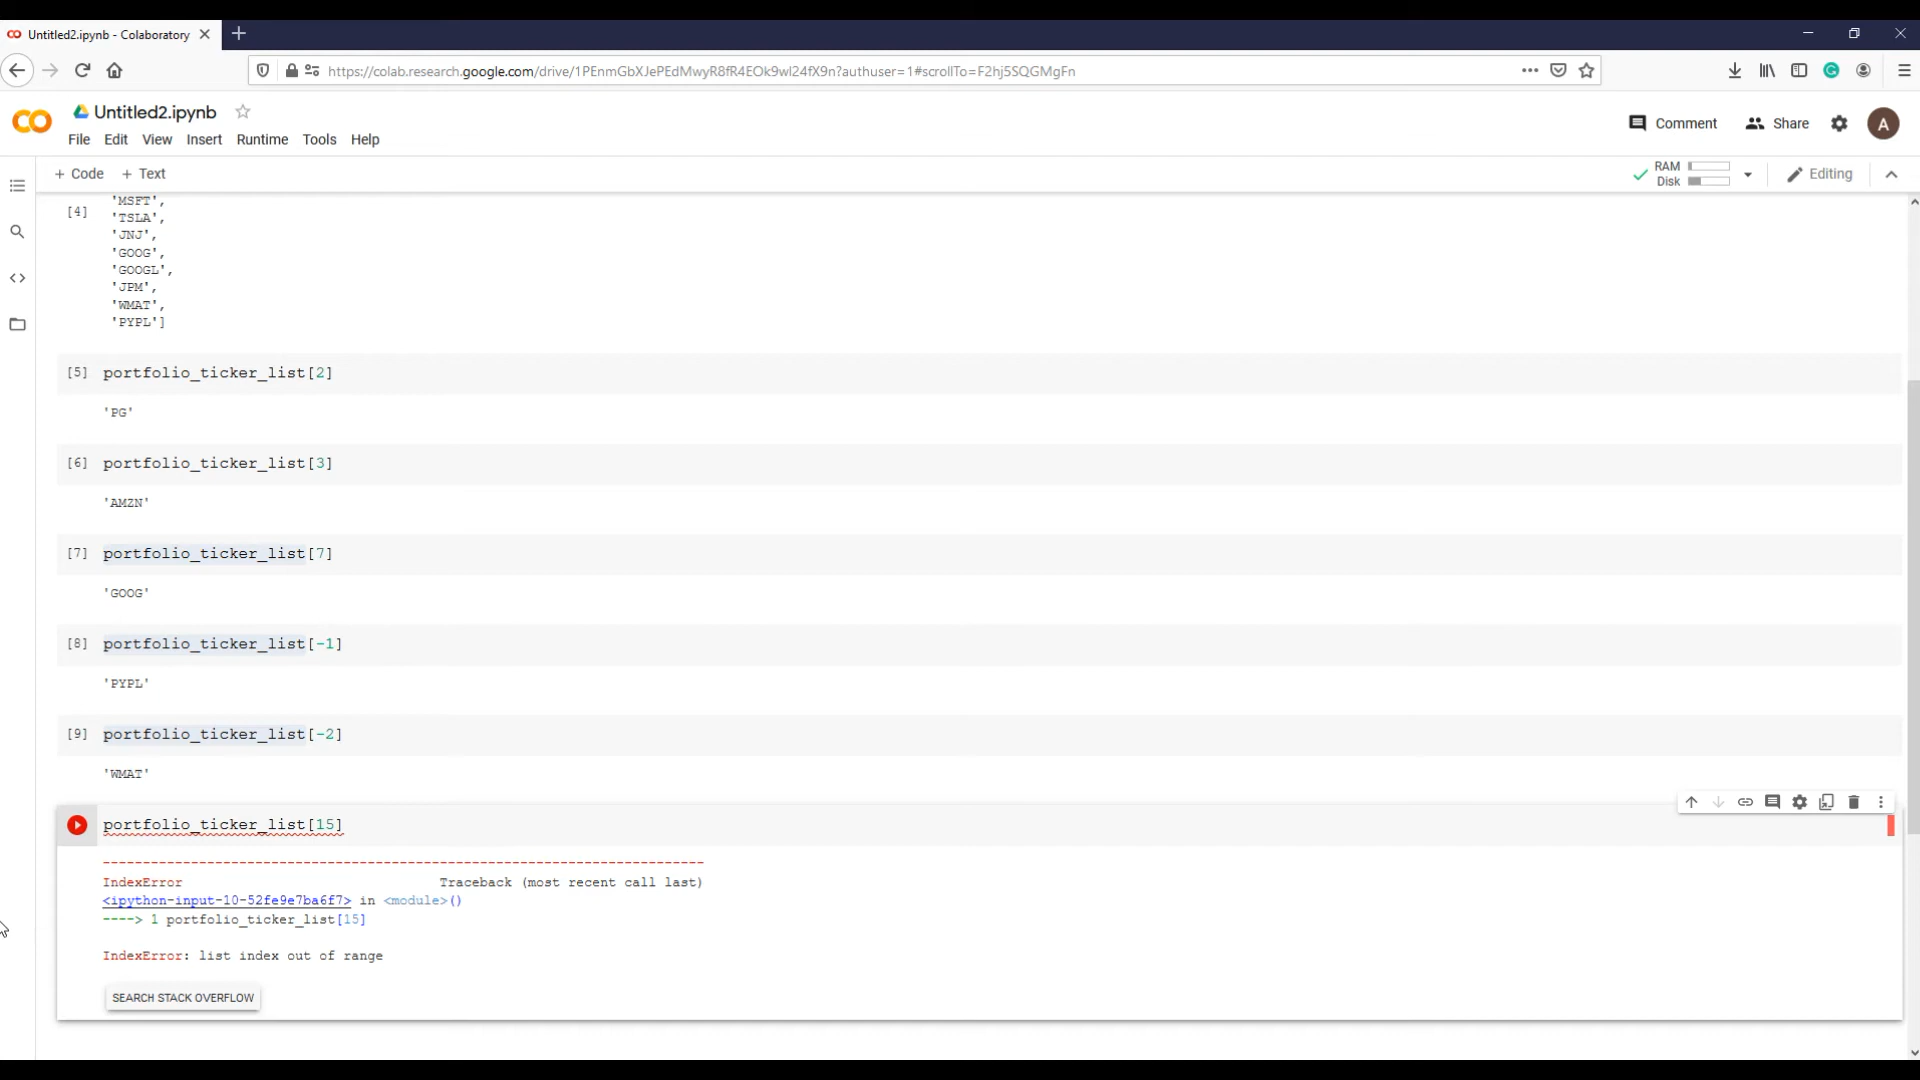 Untitled2.ipynb - Colaboratory
https://colab.research.google.com/drive/1PEnmGbXJePEdMwyR8fR4EOk9wl24fX9n?authuser=1#scrollTo=F2hj5SQGMgFn
Untitled2.ipynb
File Edit View Insert Runtime Tools Help
Comment Share A
+ Code + Text
RAM
Disk
Editing
'MSFT',
[4]
'TSLA',
'JNJ',
'GOOG',
'GOOGL',
'JPM',
'WMAT',
'PYPL']
[5] portfolio_ticker_list[2]
'PG'
[6] portfolio_ticker_list[3]
'AMZN'
[7] portfolio_ticker_list[7]
'GOOG'
[8] portfolio_ticker_list[-1]
'PYPL'
[9] portfolio_ticker_list[-2]
'WMAT'
portfolio_ticker_list[15]
---------------------------------------------------------------------------
IndexError Traceback (most recent call last)
<ipython-input-10-52fe9e7ba6f7> in <module>()
----> 1 portfolio_ticker_list[15]
IndexError: list index out of range
SEARCH STACK OVERFLOW